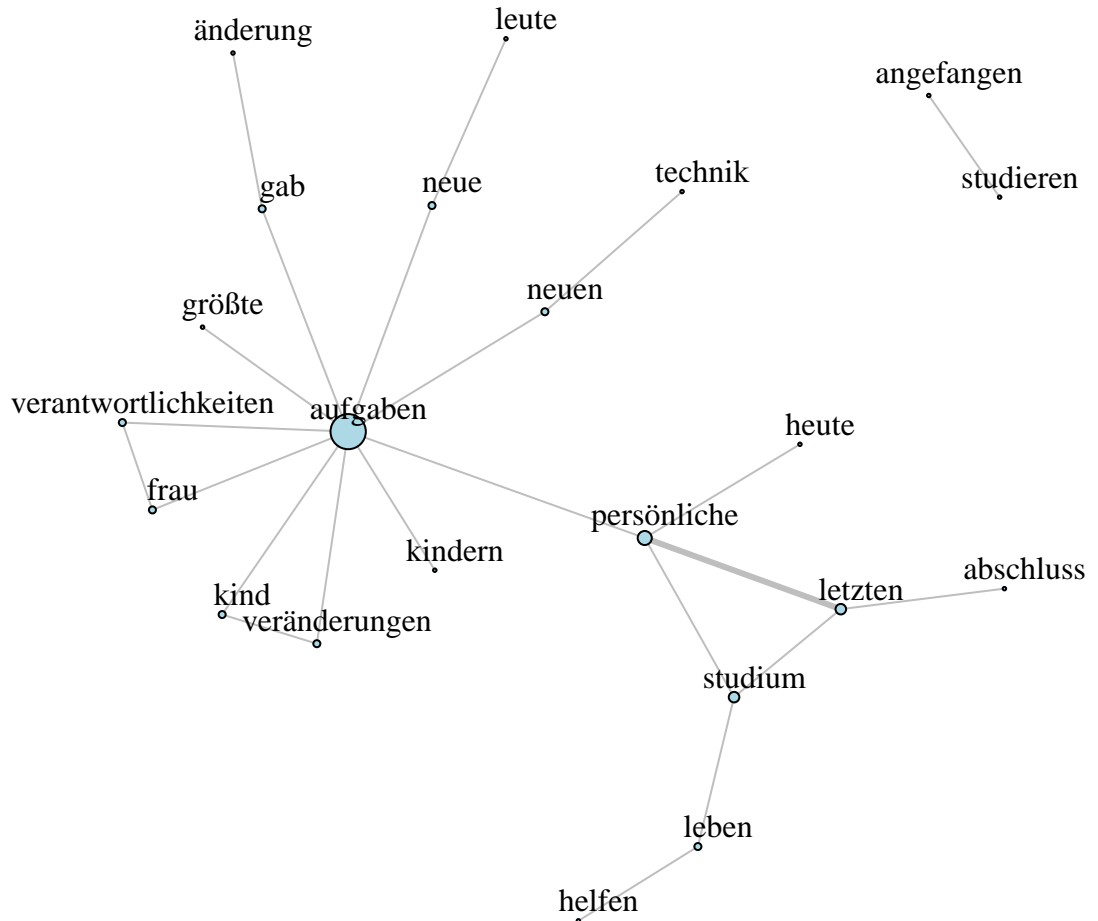 leute
änderung
angefangen
technik
studieren
gab
neue
neuen
größte
verantwortlichkeiten
aufgaben
heute
frau
persönliche
kindern
abschluss
letzten
kind
veränderungen
studium
leben
helfen